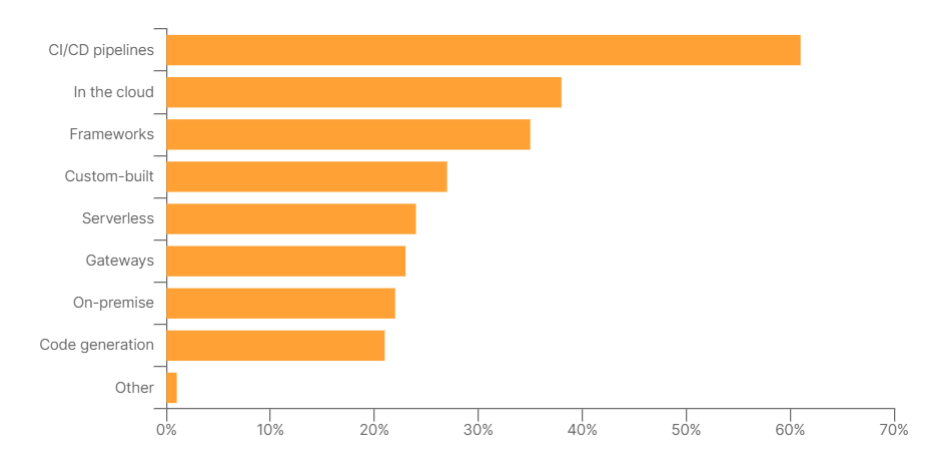 CI/CD pipelines
In the cloud
Frameworks
Custom-built
Serverless
Gateways
On-premise
Code generation
Other
0% 10% 20% 30% 40% 50% 60% 70%